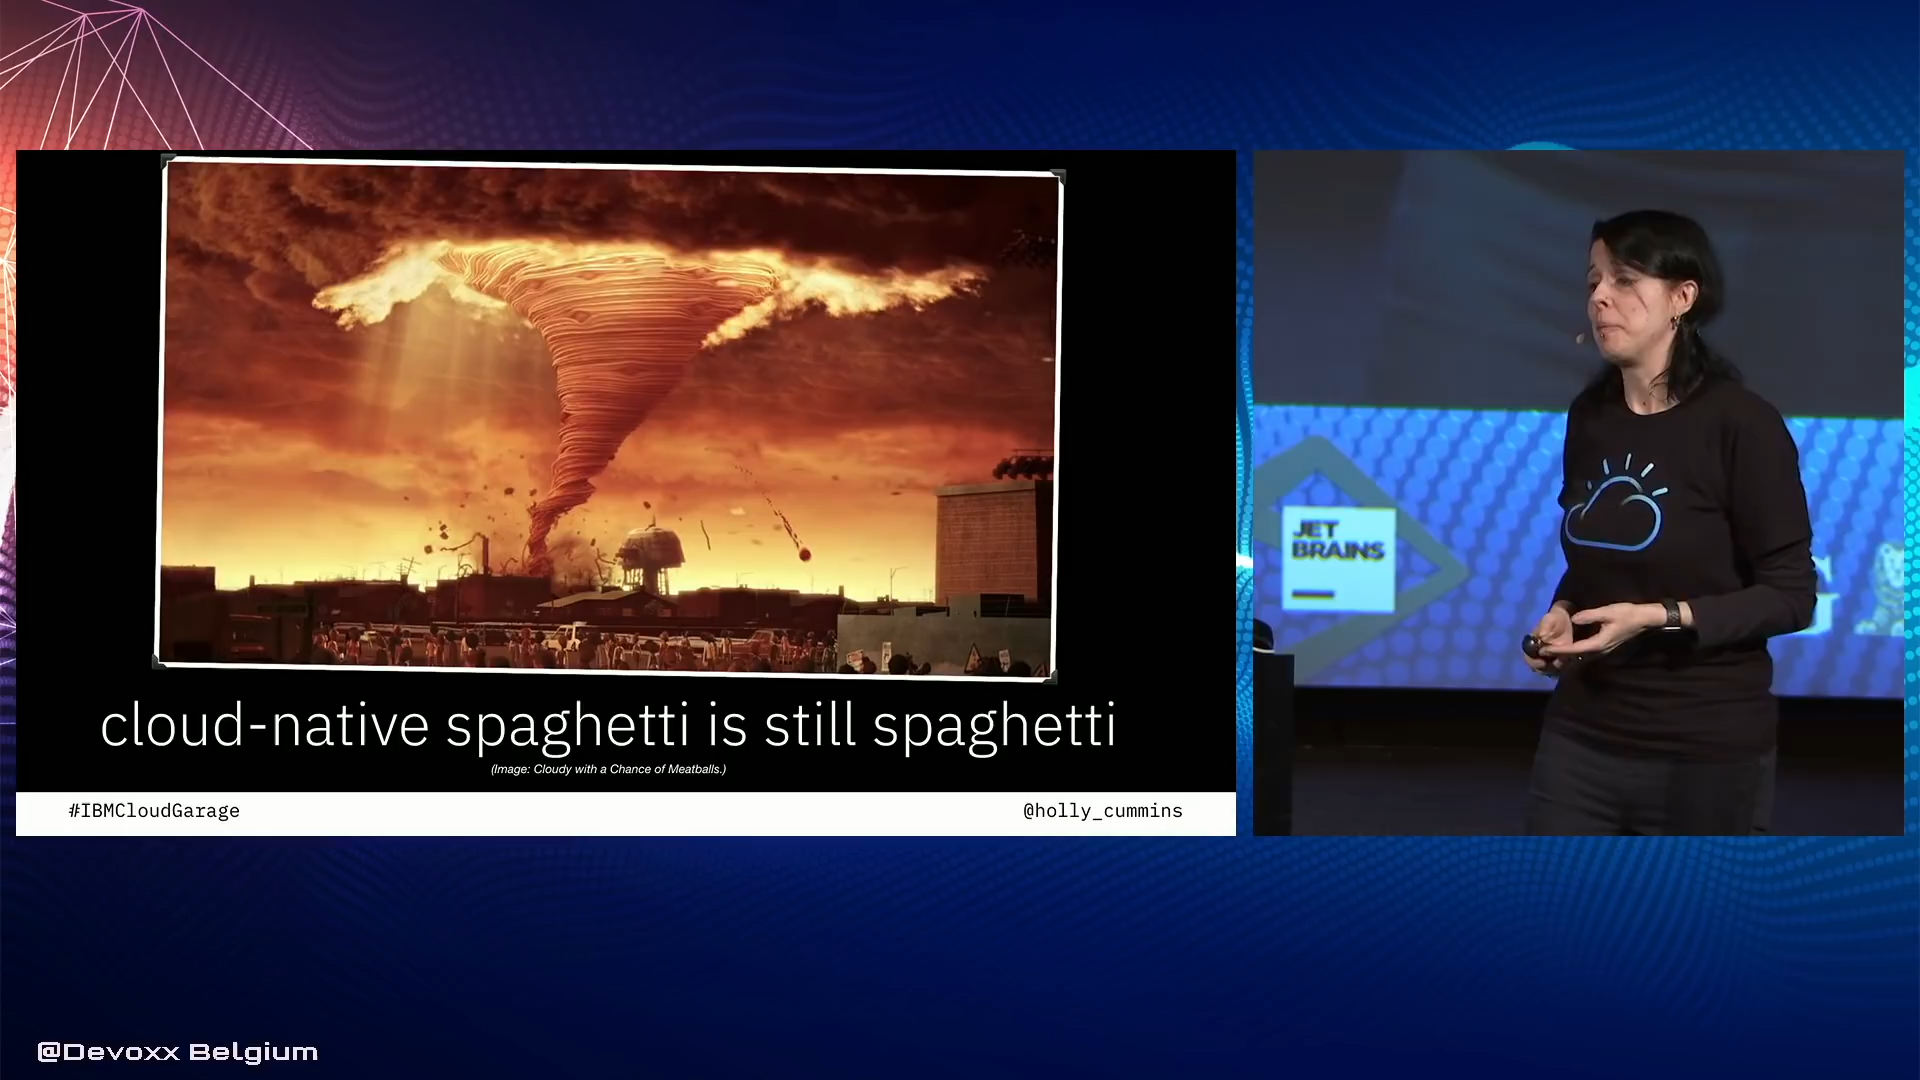 cloud-native spaghetti is still spaghetti
(Image: Cloudy with a Chance of Meatballs.)
#IBMCloudGarage
@holly_cummins
JET
BRAINS
@Devoxx Belgium